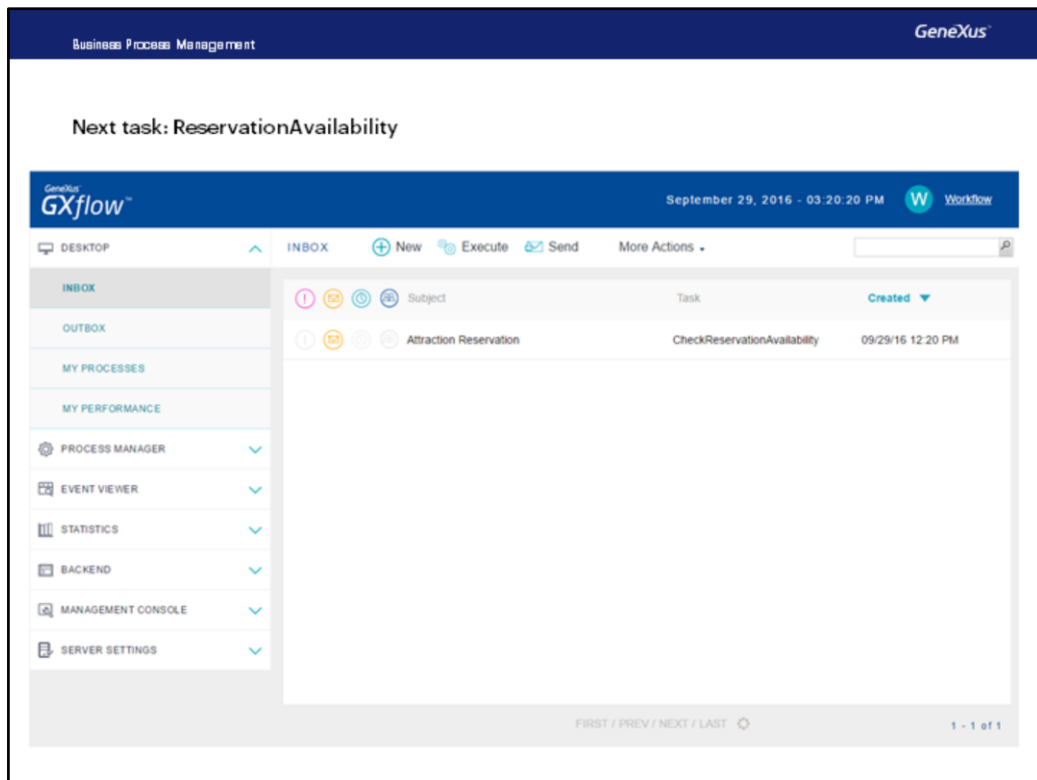 GeneXus™
Business Process Management
Next task: ReservationAvailability
GeneXus
GXflow™
September 29, 2016 - 03:20:20 PM W Workflow
DESKTOP
INBOX New Execute Send More Actions
INBOX
Subject Task Created
OUTBOX
Attraction Reservation CheckReservationAvailability 09/29/16 12:20 PM
MY PROCESSES
MY PERFORMANCE
PROCESS MANAGER
EVENT VIEWER
STATISTICS
BACKEND
MANAGEMENT CONSOLE
SERVER SETTINGS
FIRST / PREV / NEXT / LAST 1 - 1 of 1